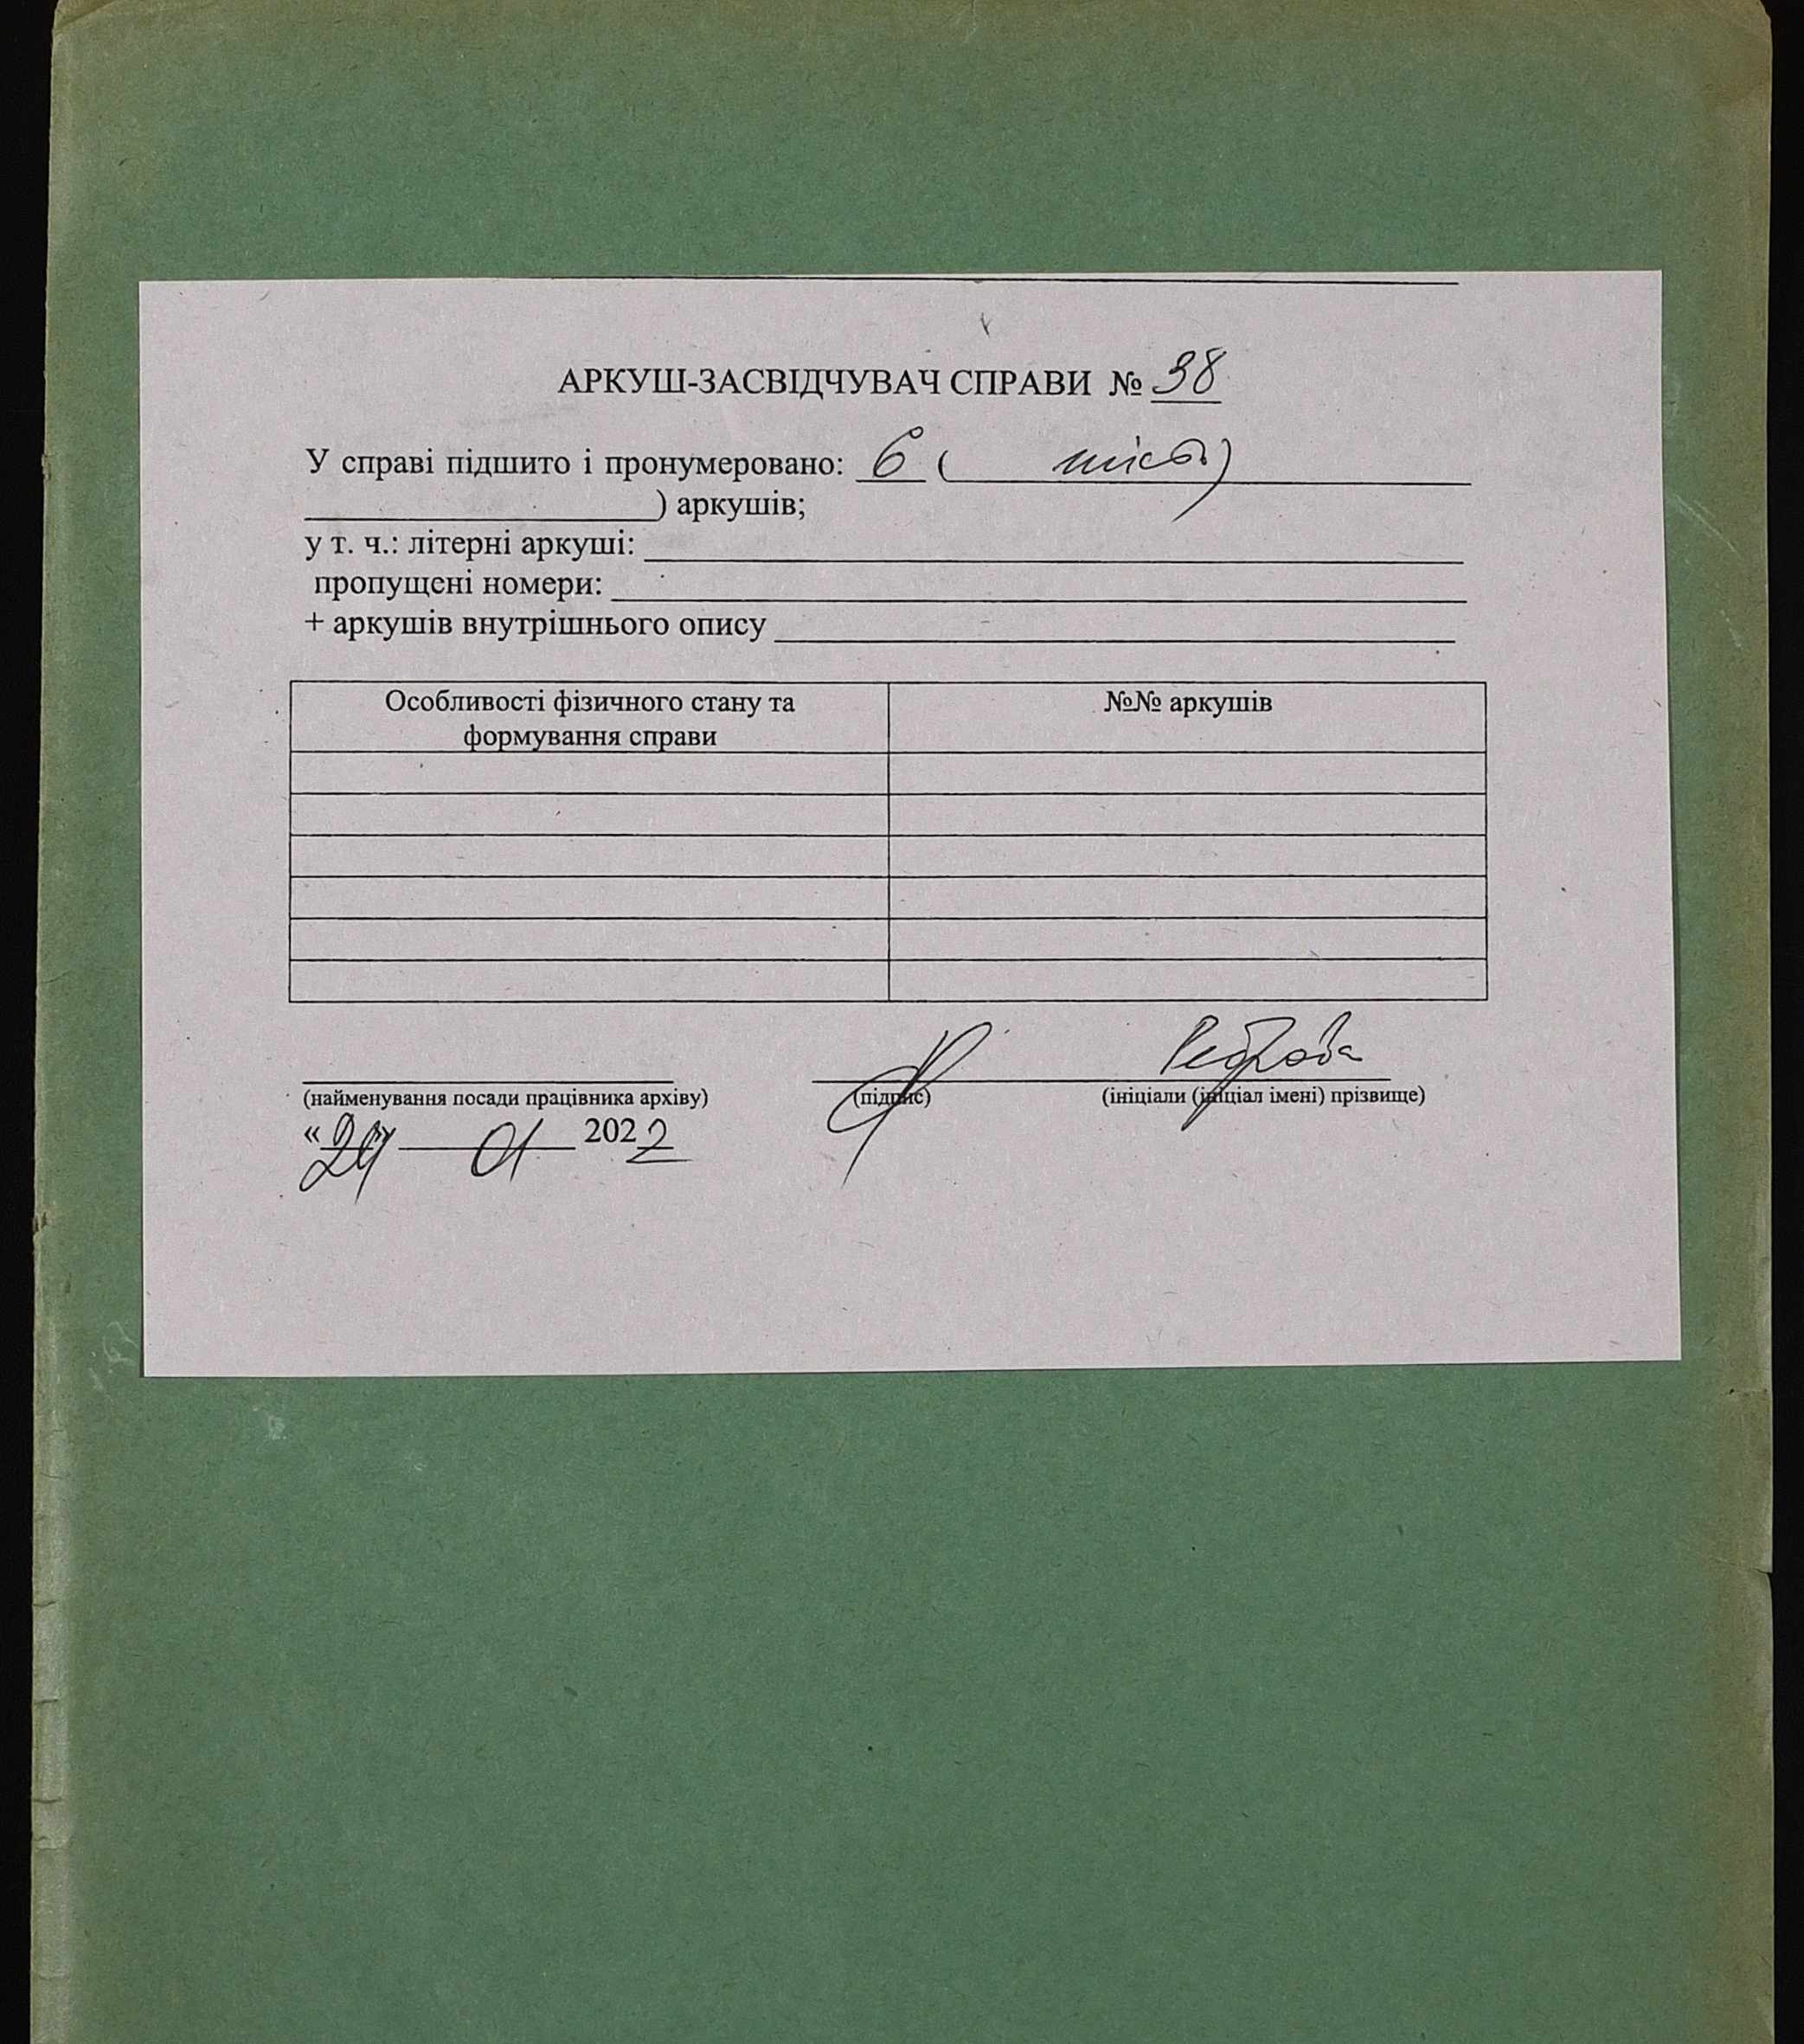 АРКУШ-ЗАСВІДЧУВАЧ СПРАВИ № 38
У справі підшито і пронумеровано: 6 ( шість)
) аркушів;
у т. ч.: літерні аркуші:
пропущені номери:
+ аркушів внутрішнього опису
Особливості фізичного стану та формування справи
№№ аркушів
(найменування посади працівника архіву)
(підпис)
(ініціали (ініціал імені) прізвище)
« » 01 2022